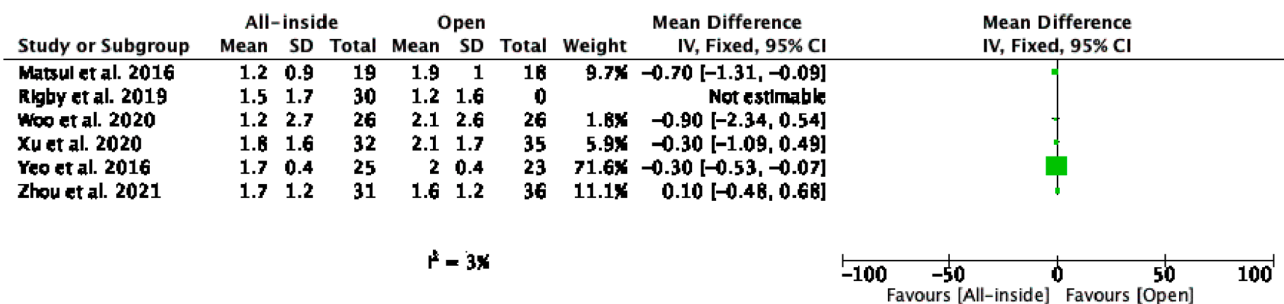 All-inside Open Mean Difference Mean Difference
Study or Subgroup Mean SD Total Mean SD Total Weight IV, Fixed, 95% CI IV, Fixed, 95% CI
Matsui et al. 2016 1.2 0.9 19 1.9 1 18 9.7% -0.70 [-1.31, -0.09]
Rigby et al. 2019 1.5 1.7 30 1.2 1.6 0 Not estimable
Woo et al. 2020 1.2 2.7 26 2.1 2.6 26 1.8% -0.90 [-2.34, 0.54]
Xu et al. 2020 1.8 1.6 32 2.1 1.7 35 5.9% -0.30 [-1.09, 0.49]
Yeo et al. 2016 1.7 0.4 25 2 0.4 23 71.6% -0.30 [-0.53, -0.07]
Zhou et al. 2021 1.7 1.2 31 1.6 1.2 36 11.1% 0.10 [-0.48, 0.68]
I² = 3%
-100 -50 0 50 100
Favours [All-inside] Favours [Open]